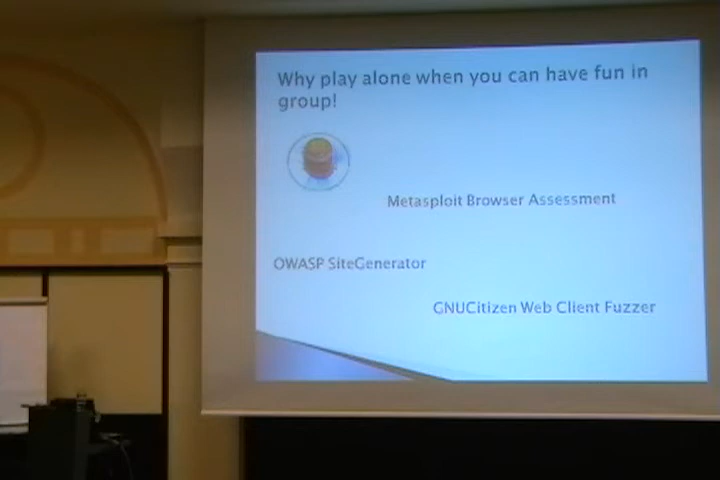 Why play alone when you can have fun in
group!
Metasploit Browser Assessment
OWASP SiteGenerator
GNUCitizen Web Client Fuzzer